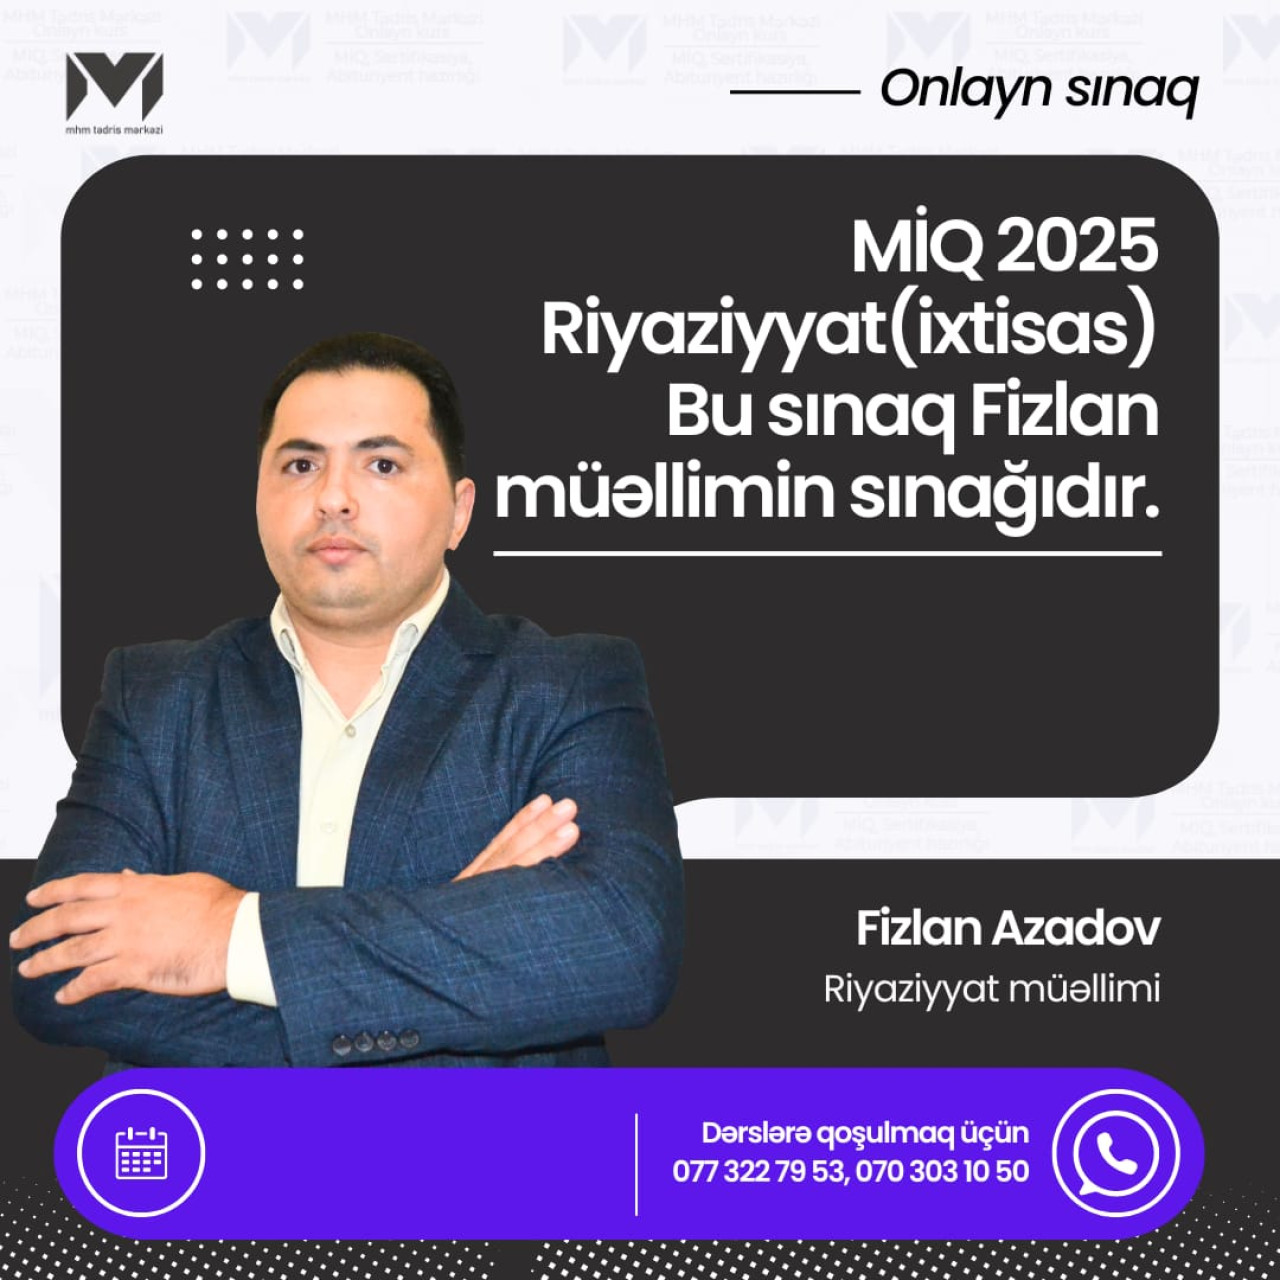 mhm tədris mərkəzi
Onlayn sınaq
MİQ 2025
Riyaziyyat(ixtisas)
Bu sınaq Fizlan
müəllimin sınağıdır.
Fizlan Azadov
Riyaziyyat müəllimi
Dərslərə qoşulmaq üçün
077 322 79 53, 070 303 10 50